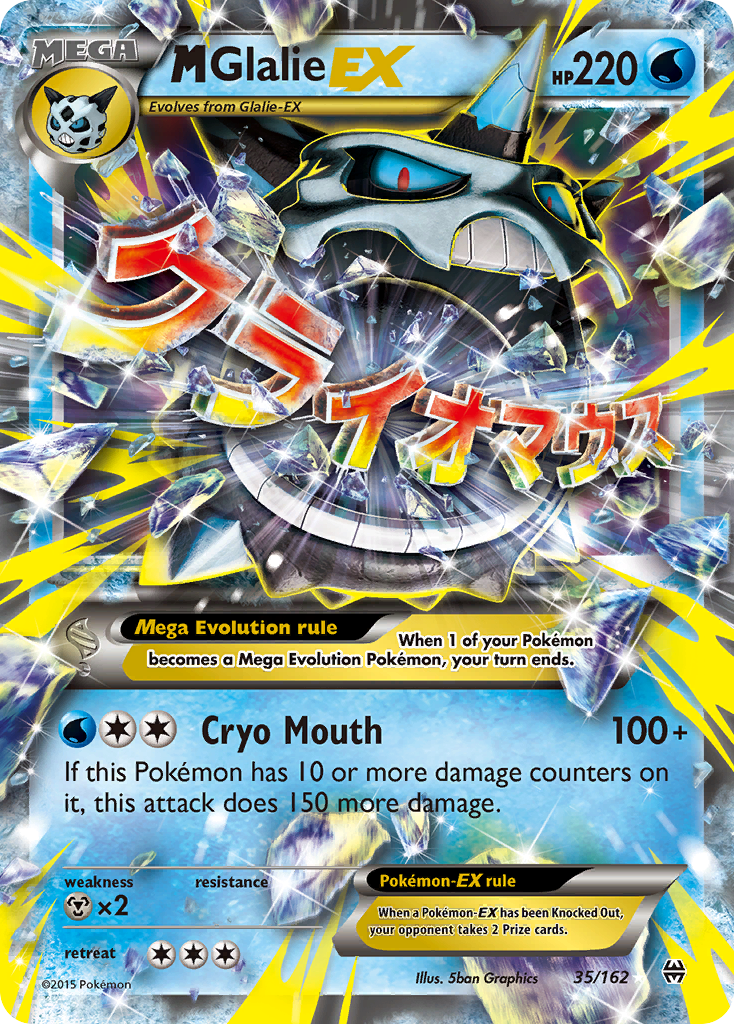 MEGA
MGlalie EX
HP220
Evolves from Glalie-EX
クライオマウス
Mega Evolution rule
When 1 of your Pokémon
becomes a Mega Evolution Pokémon, your turn ends.
Cryo Mouth 100+
If this Pokémon has 10 or more damage counters on
it, this attack does 150 more damage.
weakness resistance
×2
retreat
Pokémon-EX rule
When a Pokémon-EX has been Knocked Out,
your opponent takes 2 Prize cards.
©2015 Pokémon
Illus. 5ban Graphics 35/162